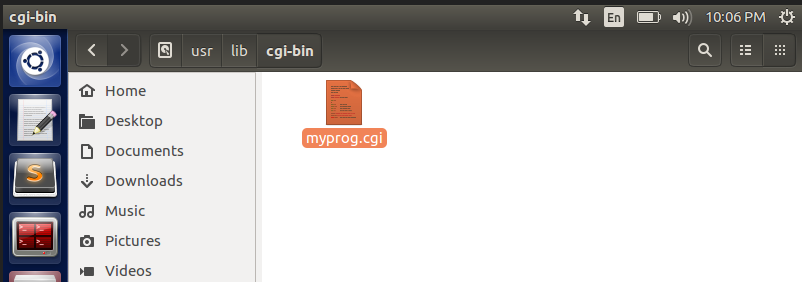 cgi-bin
En
10:06 PM
usr
lib
cgi-bin
Home
Desktop
Documents
Downloads
Music
Pictures
Videos
myprog.cgi